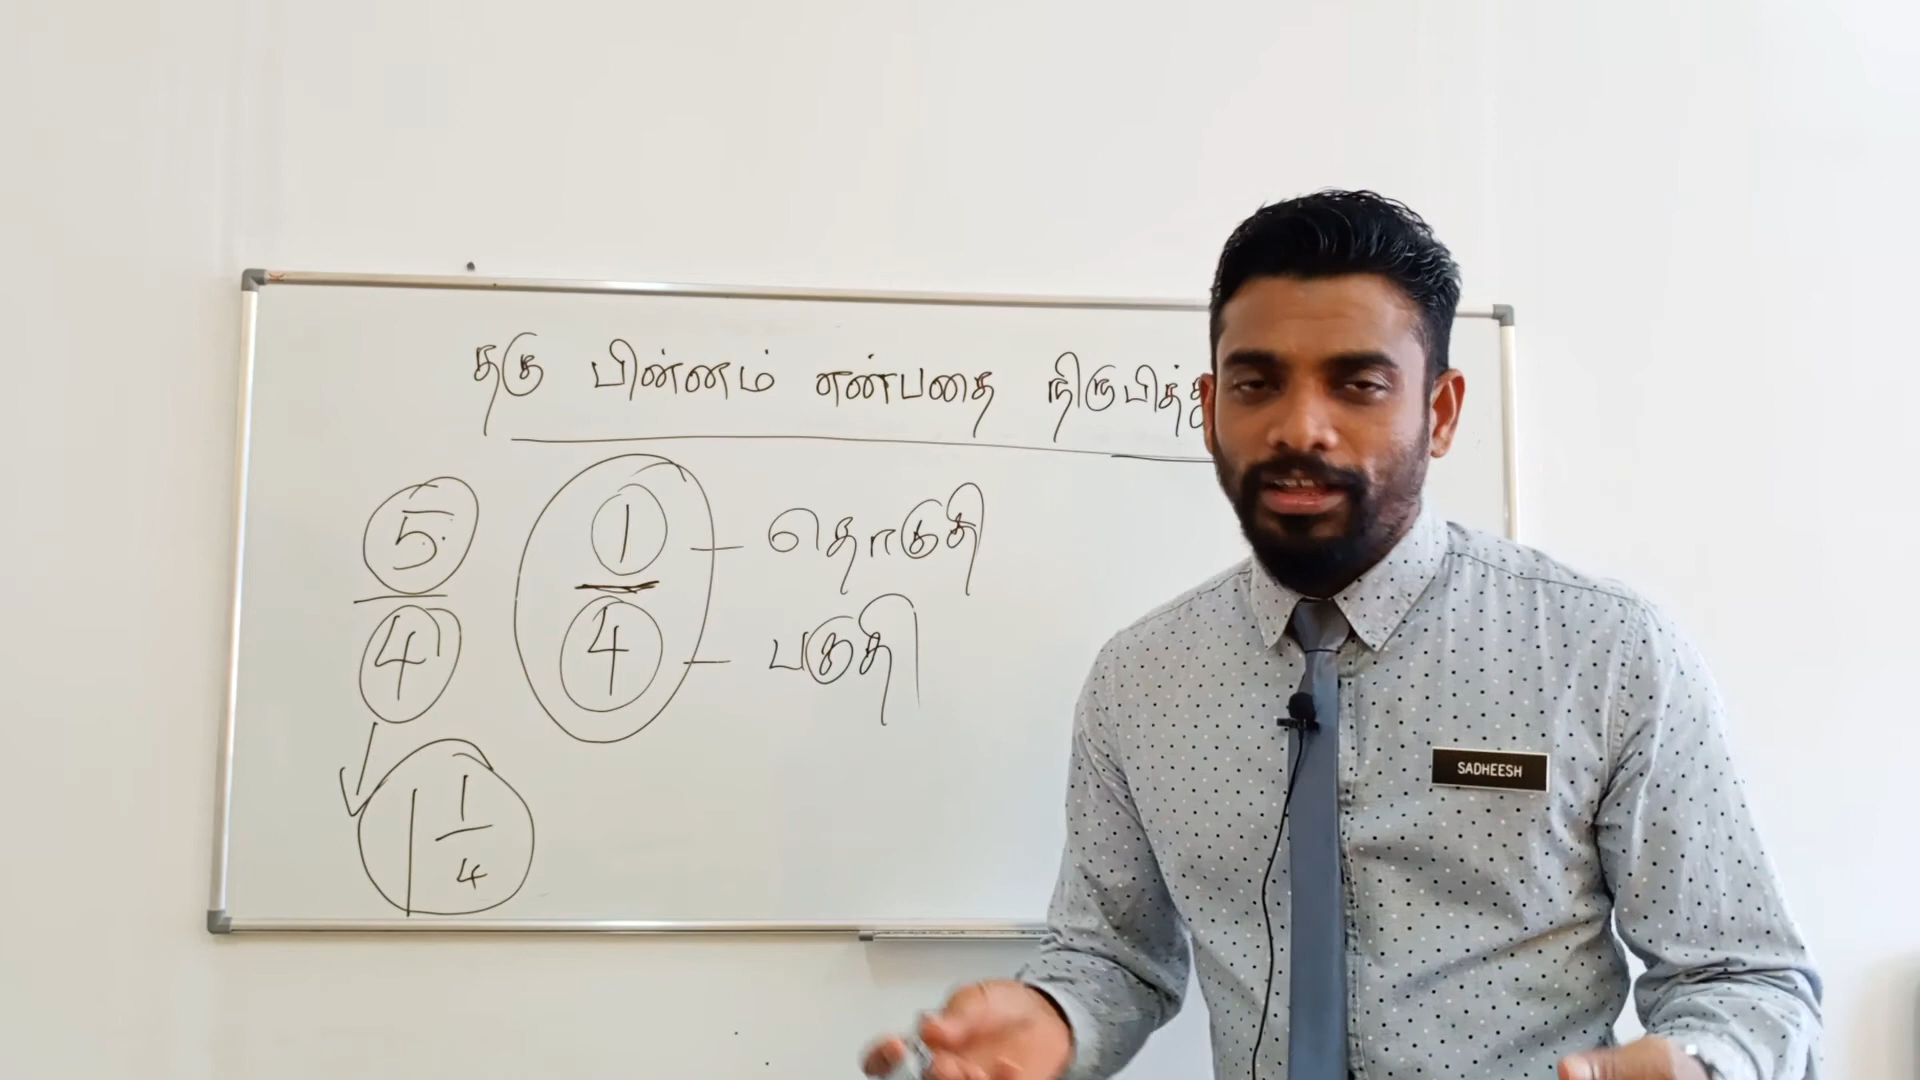 தகு பின்னம் என்பதை
5 1 – தொகுதி
4 4 – பகுதி
1 1
4
SADHEESH